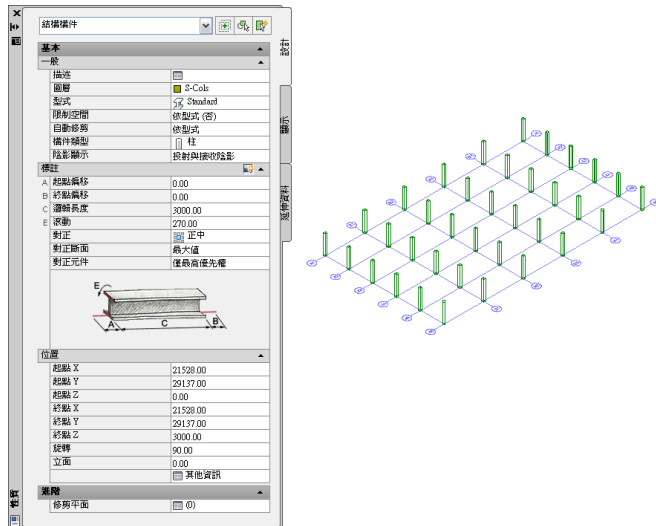 結構構件
基本
一般
描述
圖層 S-Cols
型式 Standard
限制空間 依型式 (否)
自動修剪 依型式
構件類型 柱
陰影顯示 投射與接收陰影
標註
A 起點偏移 0.00
B 終點偏移 0.00
C 邏輯長度 3000.00
E 滾動 270.00
對正 正中
對正斷面 最大值
對正元件 僅最高優先權
E
A C B
位置
起點 X 21528.00
起點 Y 29137.00
起點 Z 0.00
終點 X 21528.00
終點 Y 29137.00
終點 Z 3000.00
旋轉 90.00
立面 0.00
其他資訊
進階
修剪平面 (0)
設計
顯示
延伸資料
性質